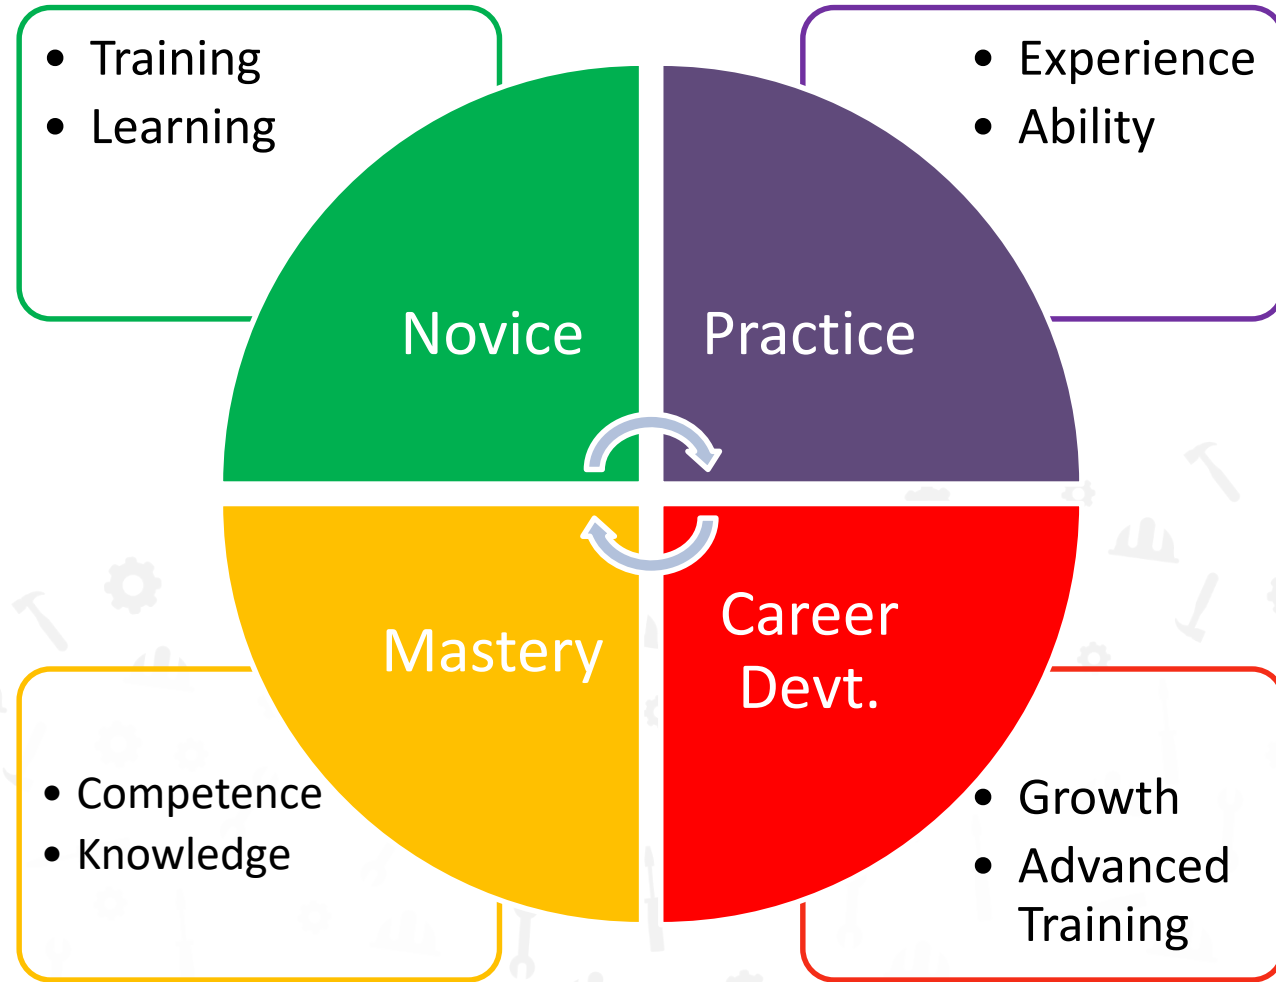 • Training
• Learning
• Experience
• Ability
Novice
Practice
Mastery
Career
Devt.
• Competence
• Knowledge
• Growth
• Advanced
Training